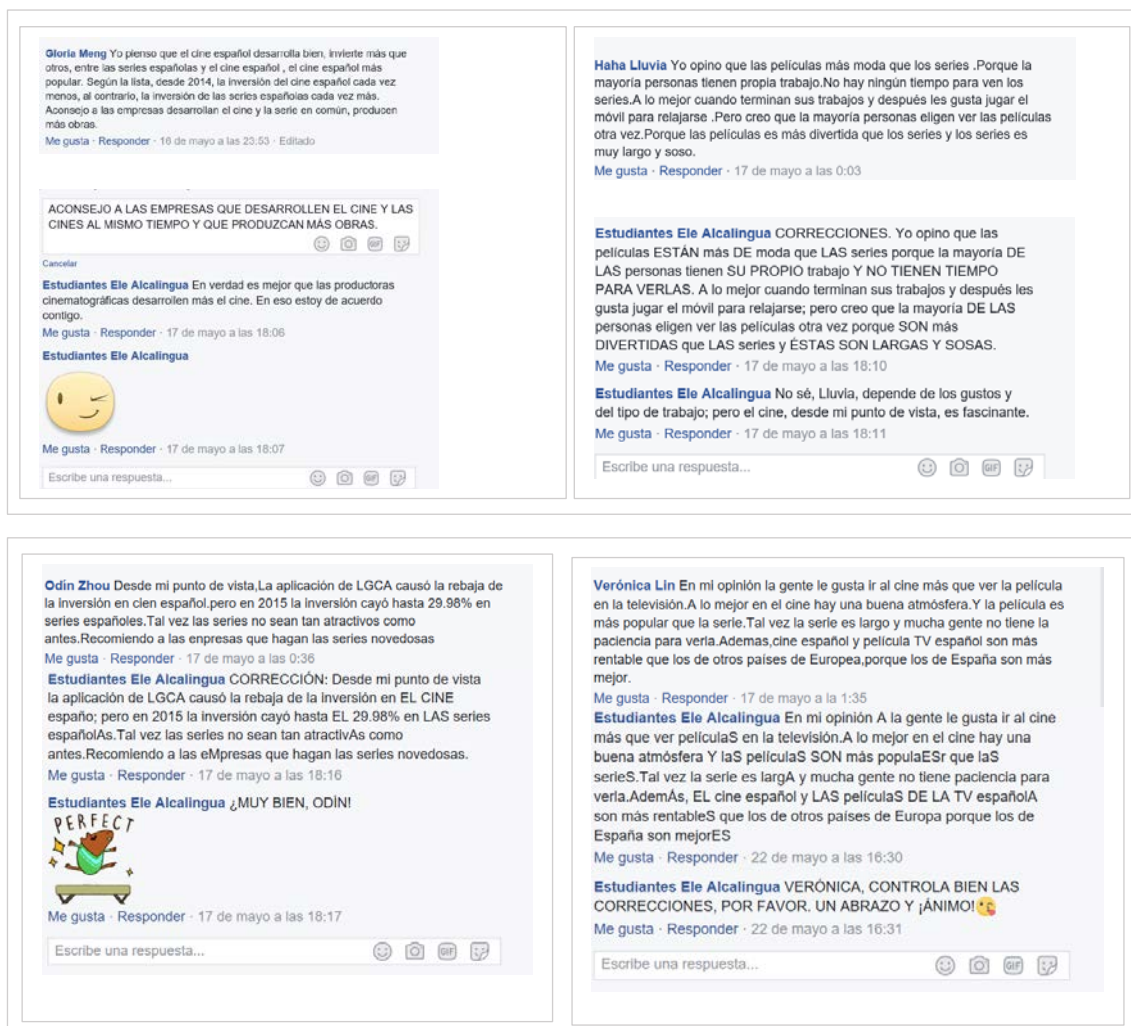 Gloria Meng Yo pienso que el cine español desarrolla bien, invierte más que
otros, entre las series españolas y el cine español , el cine español más
popular. Según la lista, desde 2014, la inversión del cine español cada vez
menos, al contrario, la inversión de las series españolas cada vez más.
Aconsejo a las empresas desarrollan el cine y la serie en común, producen
más obras.
Me gusta · Responder · 16 de mayo a las 23:53 · Editado
ACONSEJO A LAS EMPRESAS QUE DESARROLLEN EL CINE Y LAS
CINES AL MISMO TIEMPO Y QUE PRODUZCAN MÁS OBRAS.
GIF
Cancelar
Estudiantes Ele Alcalingua En verdad es mejor que las productoras
cinematográficas desarrollen más el cine. En eso estoy de acuerdo
contigo.
Me gusta · Responder · 17 de mayo a las 18:06
Estudiantes Ele Alcalingua
Me gusta · Responder · 17 de mayo a las 18:07
Escribe una respuesta...
GIF
Haha Lluvia Yo opino que las películas más moda que los series .Porque la
mayoría personas tienen propia trabajo.No hay ningún tiempo para ven los
series.A lo mejor cuando terminan sus trabajos y después les gusta jugar el
móvil para relajarse .Pero creo que la mayoría personas eligen ver las películas
otra vez.Porque las películas es más divertida que los series y los series es
muy largo y soso.
Me gusta · Responder · 17 de mayo a las 0:03
Estudiantes Ele Alcalingua CORRECCIONES. Yo opino que las
películas ESTÁN más DE moda que LAS series porque la mayoría DE
LAS personas tienen SU PROPIO trabajo Y NO TIENEN TIEMPO
PARA VERLAS. A lo mejor cuando terminan sus trabajos y después les
gusta jugar el móvil para relajarse; pero creo que la mayoría DE LAS
personas eligen ver las películas otra vez porque SON más
DIVERTIDAS que LAS series y ÉSTAS SON LARGAS Y SOSAS.
Me gusta · Responder · 17 de mayo a las 18:10
Estudiantes Ele Alcalingua No sé, Lluvia, depende de los gustos y
del tipo de trabajo; pero el cine, desde mi punto de vista, es fascinante.
Me gusta · Responder · 17 de mayo a las 18:11
Escribe una respuesta...
GIF
Odín Zhou Desde mi punto de vista,La aplicación de LGCA causó la rebaja de
la inversión en cien español.pero en 2015 la inversión cayó hasta 29.98% en
series españoles.Tal vez las series no sean tan atractivos como
antes.Recomiendo a las enpresas que hagan las series novedosas
Me gusta · Responder · 17 de mayo a las 0:36
Estudiantes Ele Alcalingua CORRECCIÓN: Desde mi punto de vista
la aplicación de LGCA causó la rebaja de la inversión en EL CINE
españo; pero en 2015 la inversión cayó hasta EL 29.98% en LAS series
españolAs.Tal vez las series no sean tan atractivAs como
antes.Recomiendo a las eMpresas que hagan las series novedosas.
Me gusta · Responder · 17 de mayo a las 18:16
Estudiantes Ele Alcalingua ¿MUY BIEN, ODÌN!
PERFECT
Me gusta · Responder · 17 de mayo a las 18:17
Escribe una respuesta...
GIF
Verónica Lin En mi opinión la gente le gusta ir al cine más que ver la película
en la televisión.A lo mejor en el cine hay una buena atmósfera.Y la película es
más popular que la serie.Tal vez la serie es largo y mucha gente no tiene la
paciencia para verla.Ademas,cine español y película TV español son más
rentable que los de otros países de Europea,porque los de España son más
mejor.
Me gusta · Responder · 17 de mayo a la 1:35
Estudiantes Ele Alcalingua En mi opinión A la gente le gusta ir al cine
más que ver películaS en la televisión.A lo mejor en el cine hay una
buena atmósfera Y laS películaS SON más populaESr que laS
serieS.Tal vez la serie es largA y mucha gente no tiene paciencia para
verla.AdemÁs, EL cine español y LAS películaS DE LA TV españolA
son más rentableS que los de otros países de Europa porque los de
España son mejorES
Me gusta · Responder · 22 de mayo a las 16:30
Estudiantes Ele Alcalingua VERÓNICA, CONTROLA BIEN LAS
CORRECCIONES, POR FAVOR. UN ABRAZO Y ¡ÁNIMO!😘
Me gusta · Responder · 22 de mayo a las 16:31
Escribe una respuesta...
GIF